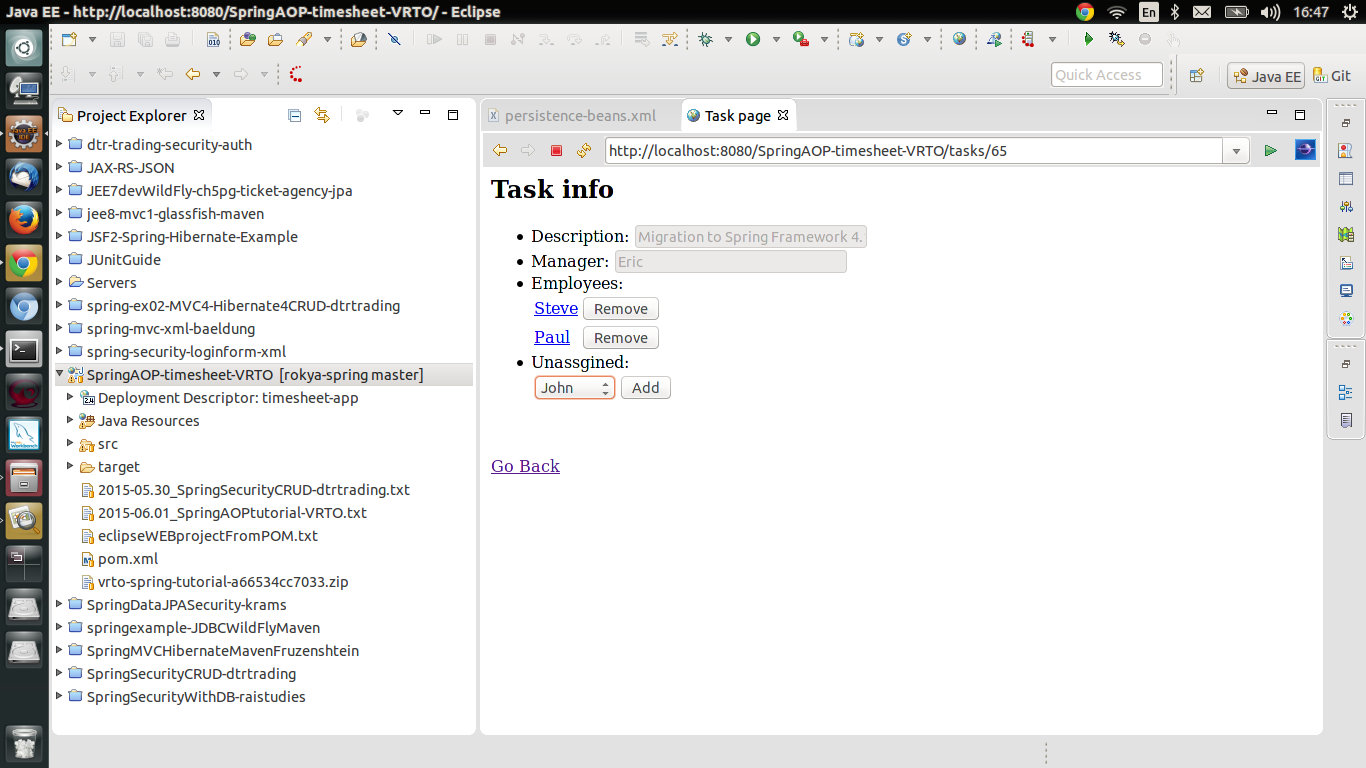 Java EE - http://localhost:8080/SpringAOP-timesheet-VRTO/ - Eclipse
En
16:47
010
Quick Access
Java EE
Git
Project Explorer
dtr-trading-security-auth
JAX-RS-JSON
JEE7devWildFly-ch5pg-ticket-agency-jpa
jee8-mvc1-glassfish-maven
JSF2-Spring-Hibernate-Example
JUnitGuide
Servers
spring-ex02-MVC4-Hibernate4CRUD-dtrtrading
spring-mvc-xml-baeldung
spring-security-loginform-xml
SpringAOP-timesheet-VRTO [rokya-spring master]
Deployment Descriptor: timesheet-app
Java Resources
src
target
2015-05.30_SpringSecurityCRUD-dtrtrading.txt
2015-06.01_SpringAOPtutorial-VRTO.txt
eclipseWEBprojectFromPOM.txt
pom.xml
vrto-spring-tutorial-a66534cc7033.zip
SpringDataJPASecurity-krams
springexample-JDBCWildFlyMaven
SpringMVCHibernateMavenFruzenshtein
SpringSecurityCRUD-dtrtrading
SpringSecurityWithDB-raistudies
persistence-beans.xml
Task page
http://localhost:8080/SpringAOP-timesheet-VRTO/tasks/65
Task info
• Description: Migration to Spring Framework 4.
• Manager: Eric
• Employees:
Steve Remove
Paul Remove
• Unassgined:
John Add
Go Back